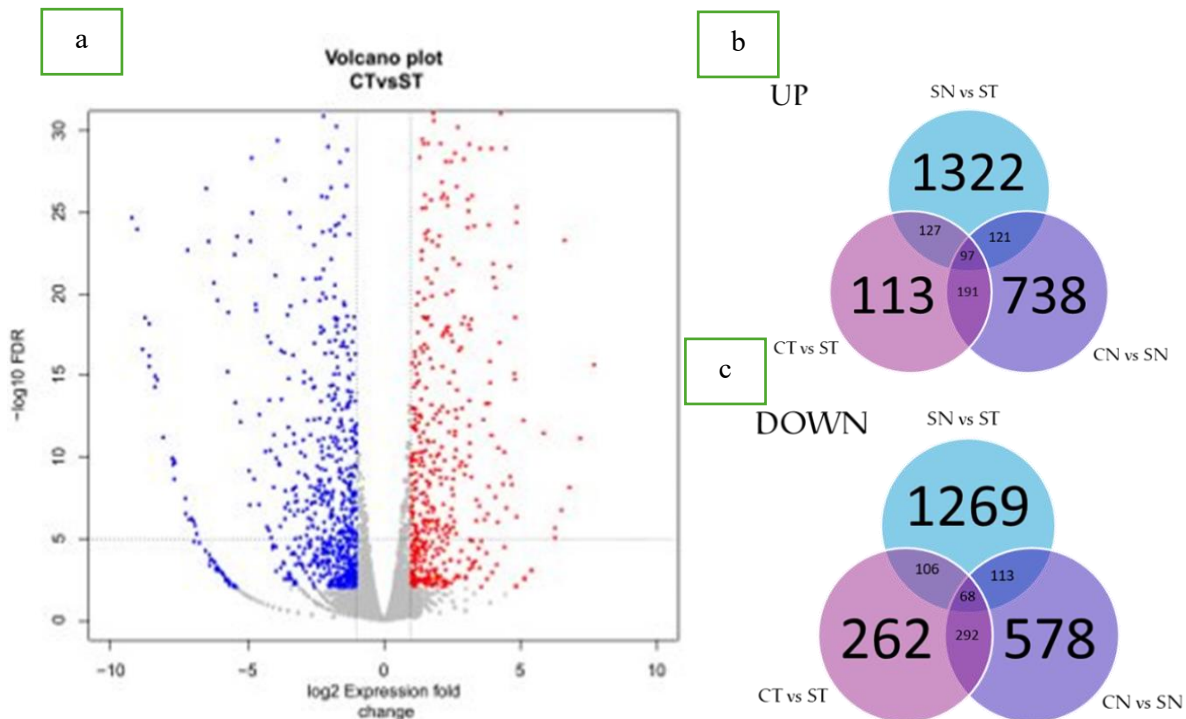 a
Volcano plot
CTvsST
30
25
20
15
10
5
0
−log10 FDR
−10
−5
0
5
10
log2 Expression fold
change
b
UP
SN vs ST
1322
127
121
97
113
191
738
CT vs ST
CN vs SN
c
DOWN
SN vs ST
1269
106
113
68
262
292
578
CT vs ST
CN vs SN